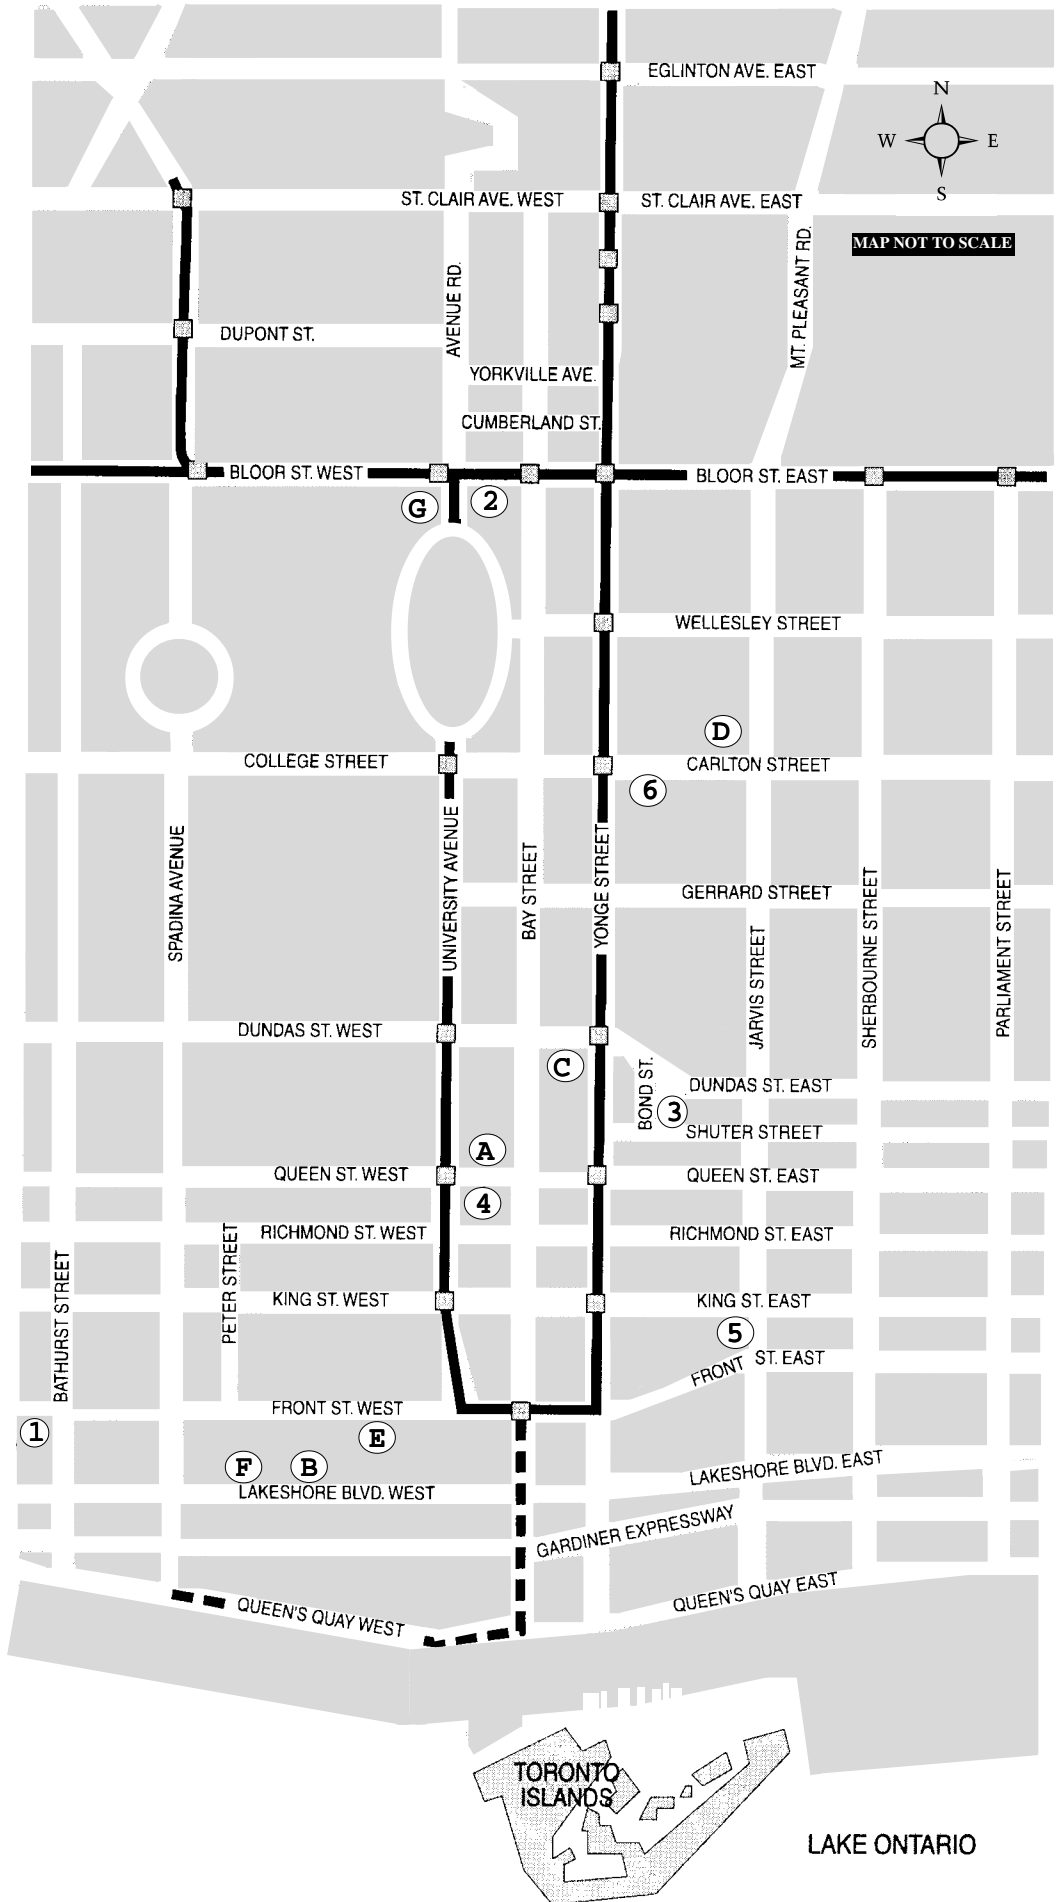 EGLINTON AVE. EAST
N
W E
S
ST. CLAIR AVE. WEST
ST. CLAIR AVE. EAST
MAP NOT TO SCALE
AVENUE RD.
MT. PLEASANT RD.
DUPONT ST.
YORKVILLE AVE.
CUMBERLAND ST.
BLOOR ST. WEST
BLOOR ST. EAST
G
2
WELLESLEY STREET
D
COLLEGE STREET
CARLTON STREET
6
SPADINA AVENUE
UNIVERSITY AVENUE
BAY STREET
YONGE STREET
GERRARD STREET
JARVIS STREET
SHERBOURNE STREET
PARLIAMENT STREET
DUNDAS ST. WEST
C
BOND ST.
DUNDAS ST. EAST
3
SHUTER STREET
A
QUEEN ST. WEST
QUEEN ST. EAST
4
RICHMOND ST. WEST
RICHMOND ST. EAST
BATHURST STREET
PETER STREET
KING ST. WEST
KING ST. EAST
5
FRONT ST. EAST
FRONT ST. WEST
1
E
F
B
LAKESHORE BLVD. EAST
LAKESHORE BLVD. WEST
GARDINER EXPRESSWAY
QUEEN'S QUAY EAST
QUEEN'S QUAY WEST
TORONTO
ISLANDS
LAKE ONTARIO